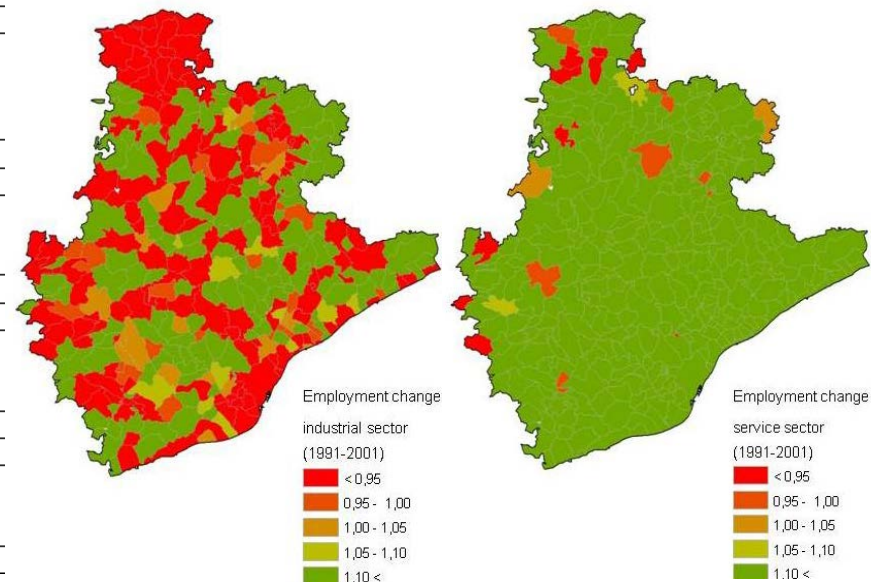 Employment change
industrial sector
(1991-2001)
< 0,95
0,95 - 1,00
1,00 - 1,05
1,05 - 1,10
1,10 <
Employment change
service sector
(1991-2001)
< 0,95
0,95 - 1,00
1,00 - 1,05
1,05 - 1,10
1,10 <